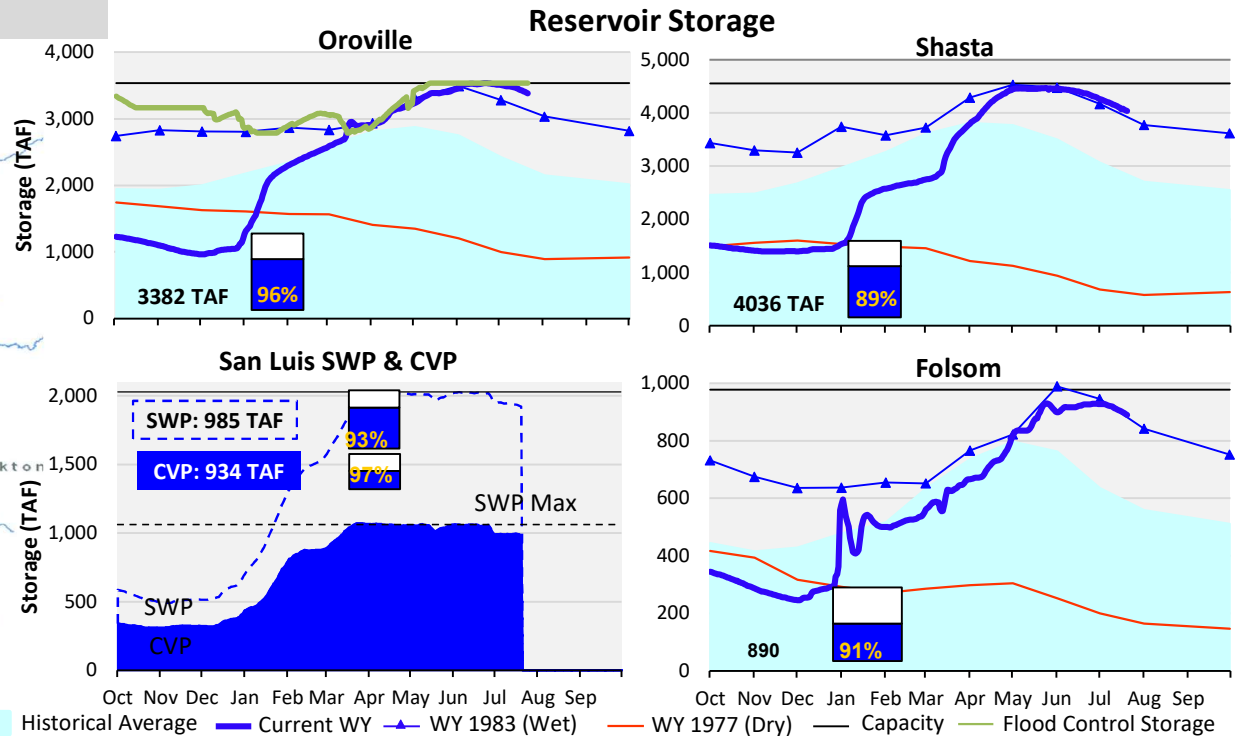 Reservoir Storage
Oroville
Storage (TAF)
4,000
3,000
2,000
1,000
0
3382 TAF
96%
Shasta
5,000
4,000
3,000
2,000
1,000
0
4036 TAF
89%
San Luis SWP & CVP
Storage (TAF)
2,000
1,500
1,000
500
0
SWP: 985 TAF
CVP: 934 TAF
93%
97%
SWP Max
SWP
CVP
Oct Nov Dec Jan Feb Mar Apr May Jun Jul Aug Sep
Folsom
1,000
800
600
400
200
0
890
91%
Oct Nov Dec Jan Feb Mar Apr May Jun Jul Aug Sep
kton
Historical Average Current WY WY 1983 (Wet) WY 1977 (Dry) Capacity Flood Control Storage